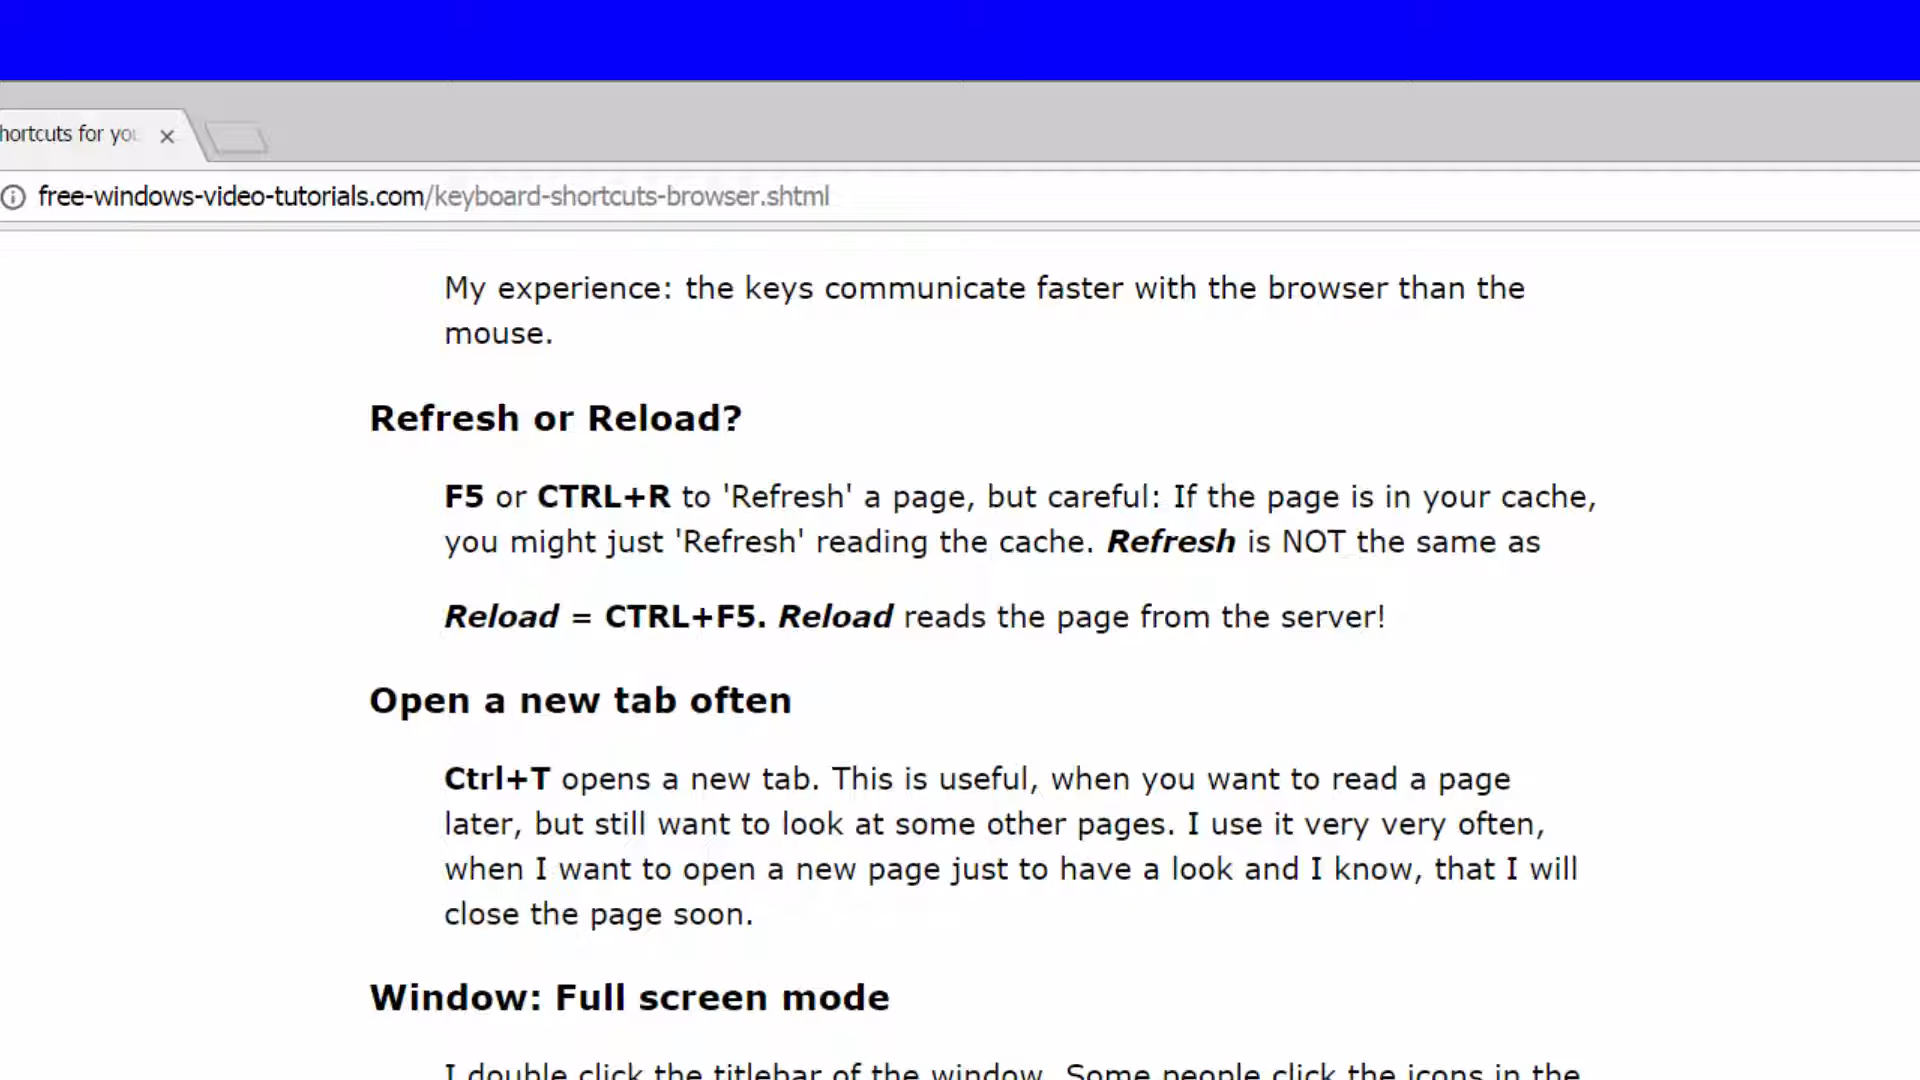 hortcuts for you
free-windows-video-tutorials.com/keyboard-shortcuts-browser.shtml
My experience: the keys communicate faster with the browser than the
mouse.
Refresh or Reload?
F5 or CTRL+R to 'Refresh' a page, but careful: If the page is in your cache,
you might just 'Refresh' reading the cache. Refresh is NOT the same as
Reload = CTRL+F5. Reload reads the page from the server!
Open a new tab often
Ctrl+T opens a new tab. This is useful, when you want to read a page
later, but still want to look at some other pages. I use it very very often,
when I want to open a new page just to have a look and I know, that I will
close the page soon.
Window: Full screen mode
I double click the titlebar of the window. Some people click the icons in the